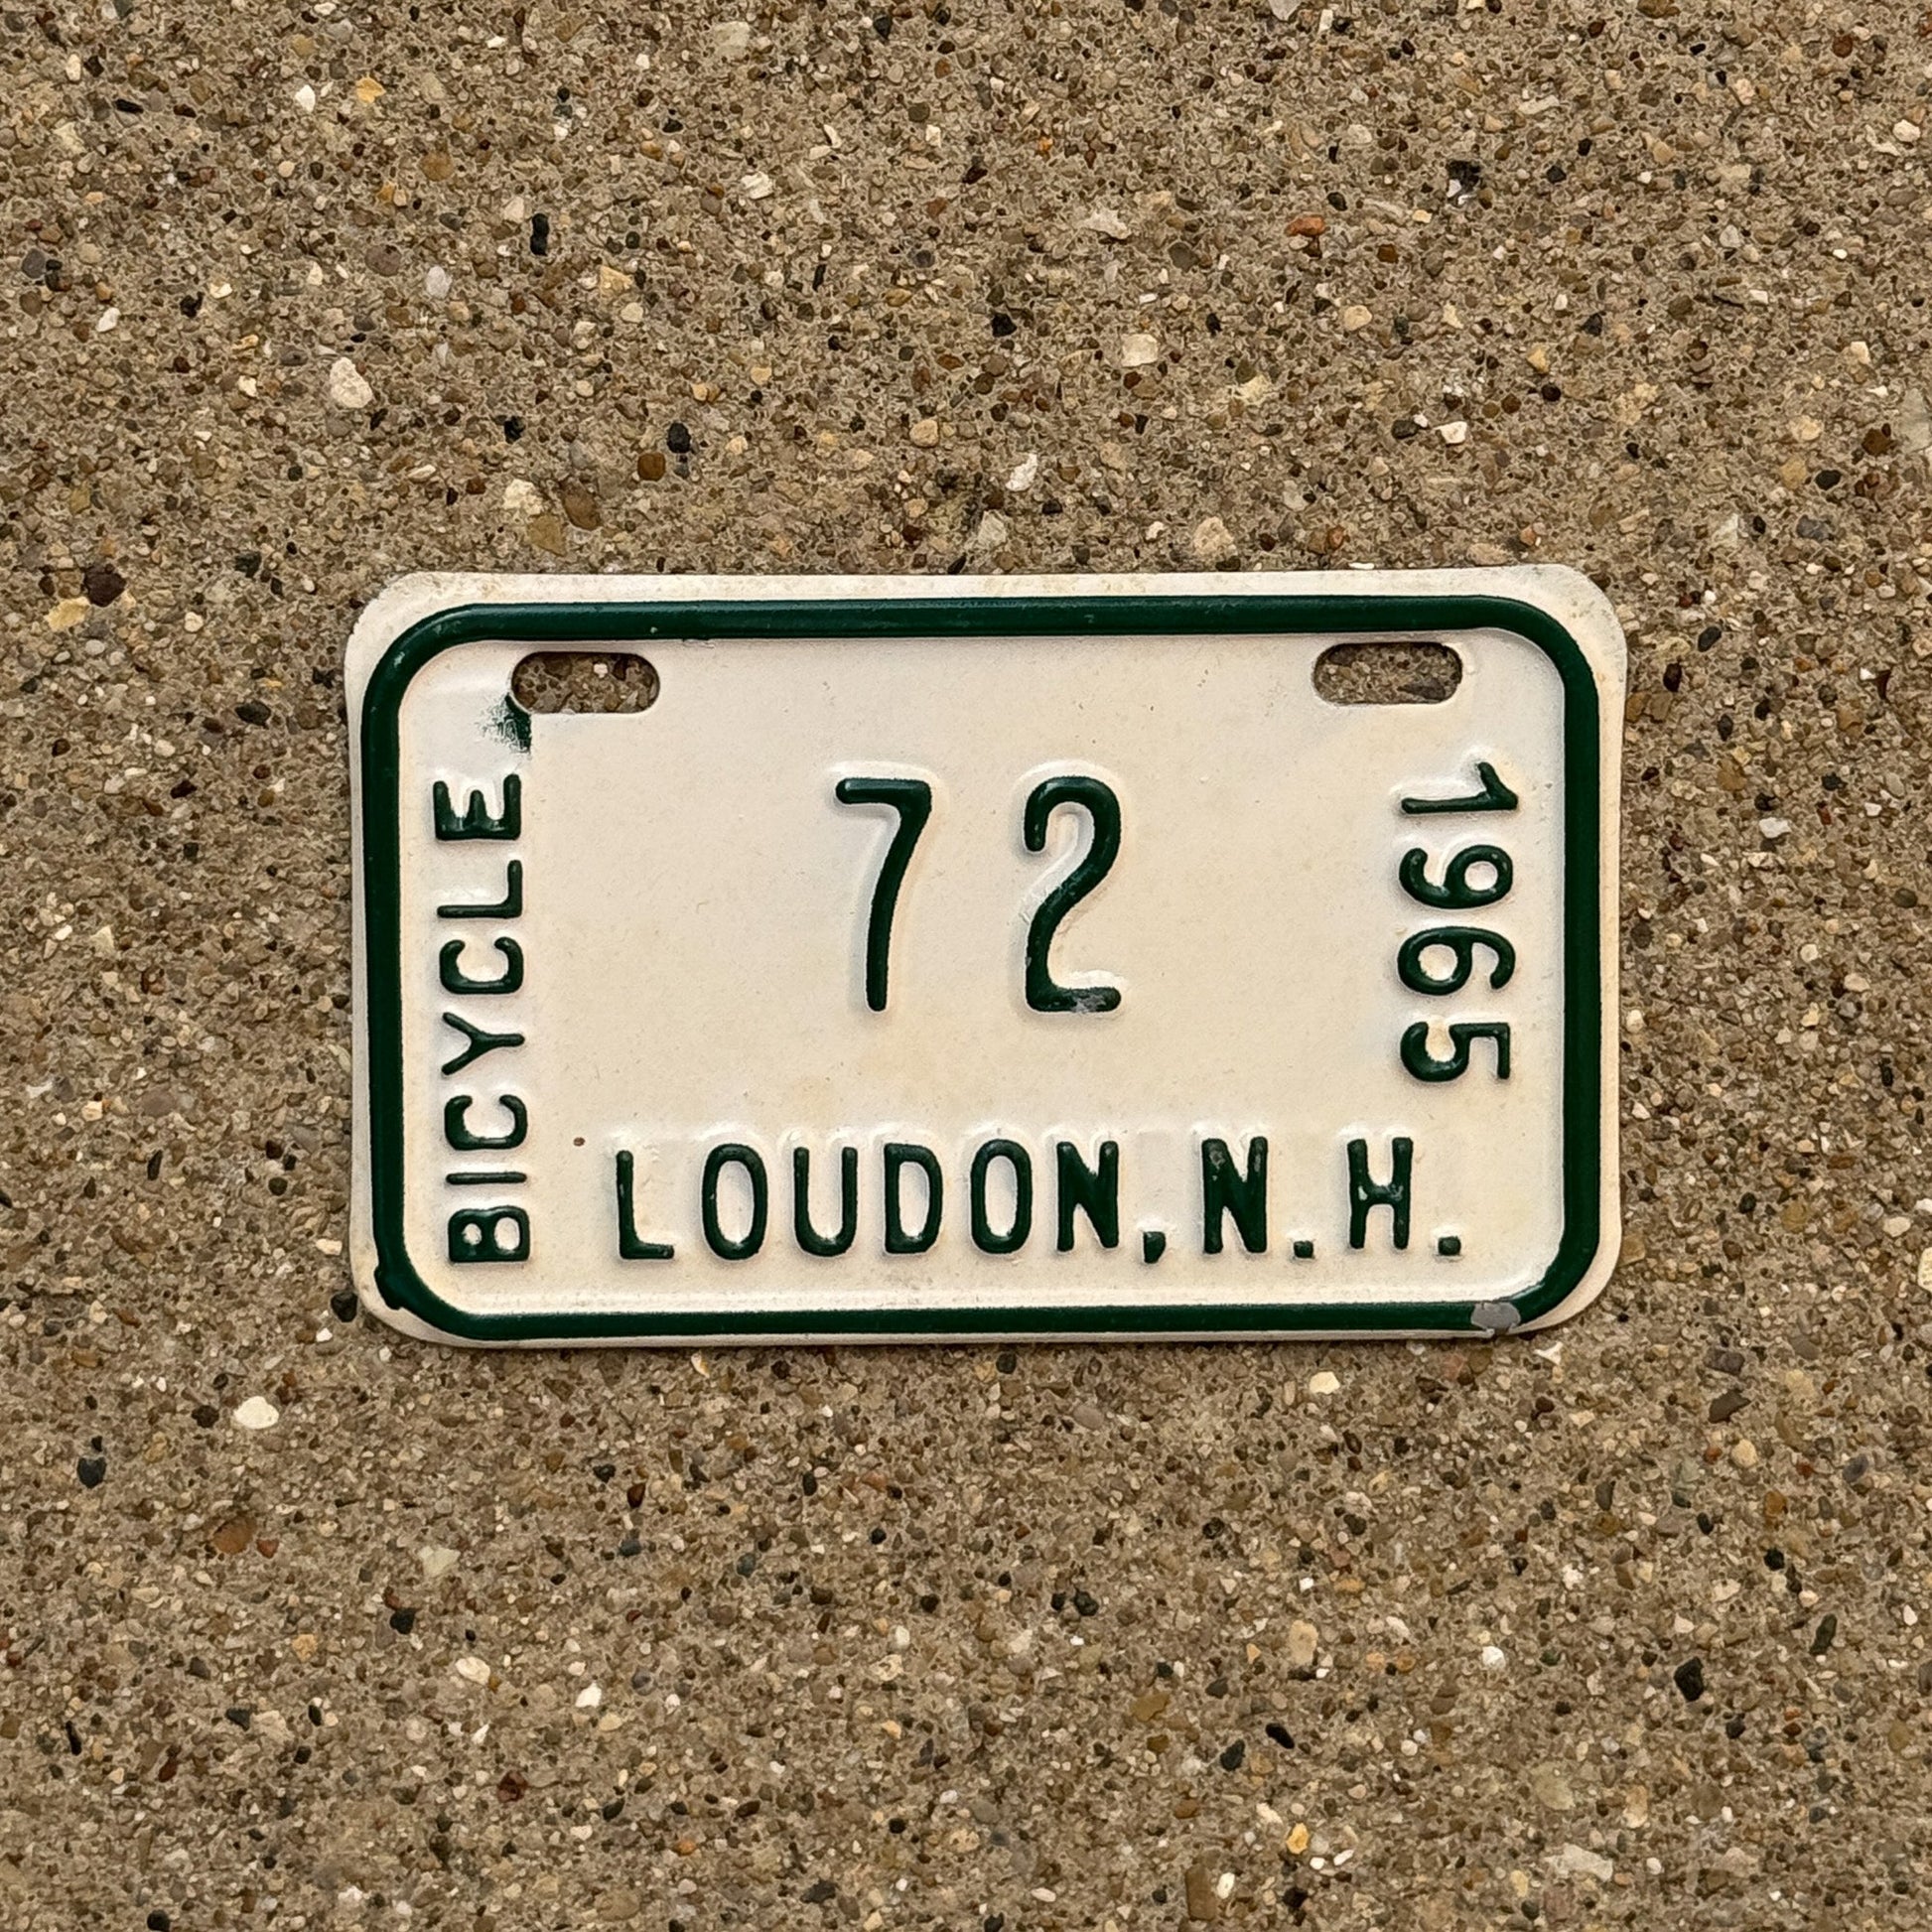 BICYCLE
72
1965
LOUDON, N.H.